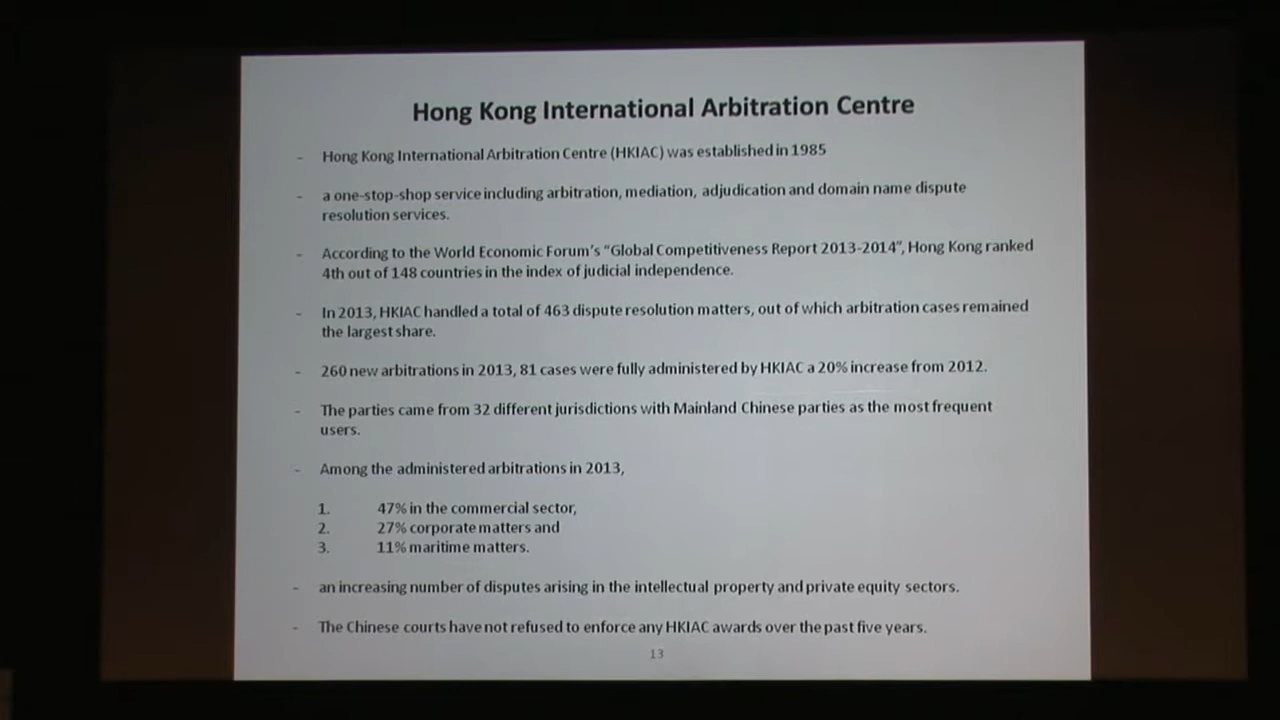 Hong Kong International Arbitration Centre
- Hong Kong International Arbitration Centre (HKIAC) was established in 1985
- a one-stop-shop service including arbitration, mediation, adjudication and domain name dispute
resolution services.
- According to the World Economic Forum's “Global Competitiveness Report 2013-2014”, Hong Kong ranked
4th out of 148 countries in the index of judicial independence.
- In 2013, HKIAC handled a total of 463 dispute resolution matters, out of which arbitration cases remained
the largest share.
- 260 new arbitrations in 2013, 81 cases were fully administered by HKIAC a 20% increase from 2012.
- The parties came from 32 different jurisdictions with Mainland Chinese parties as the most frequent
users.
- Among the administered arbitrations in 2013,
1. 47% in the commercial sector,
2. 27% corporate matters and
3. 11% maritime matters.
- an increasing number of disputes arising in the intellectual property and private equity sectors.
- The Chinese courts have not refused to enforce any HKIAC awards over the past five years.
13